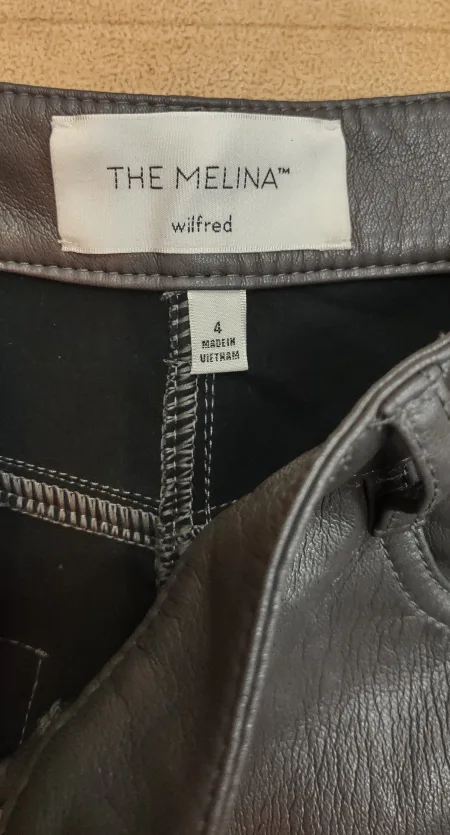 THE MELINA™
wilfred
4
MADE IN
VIETNAM